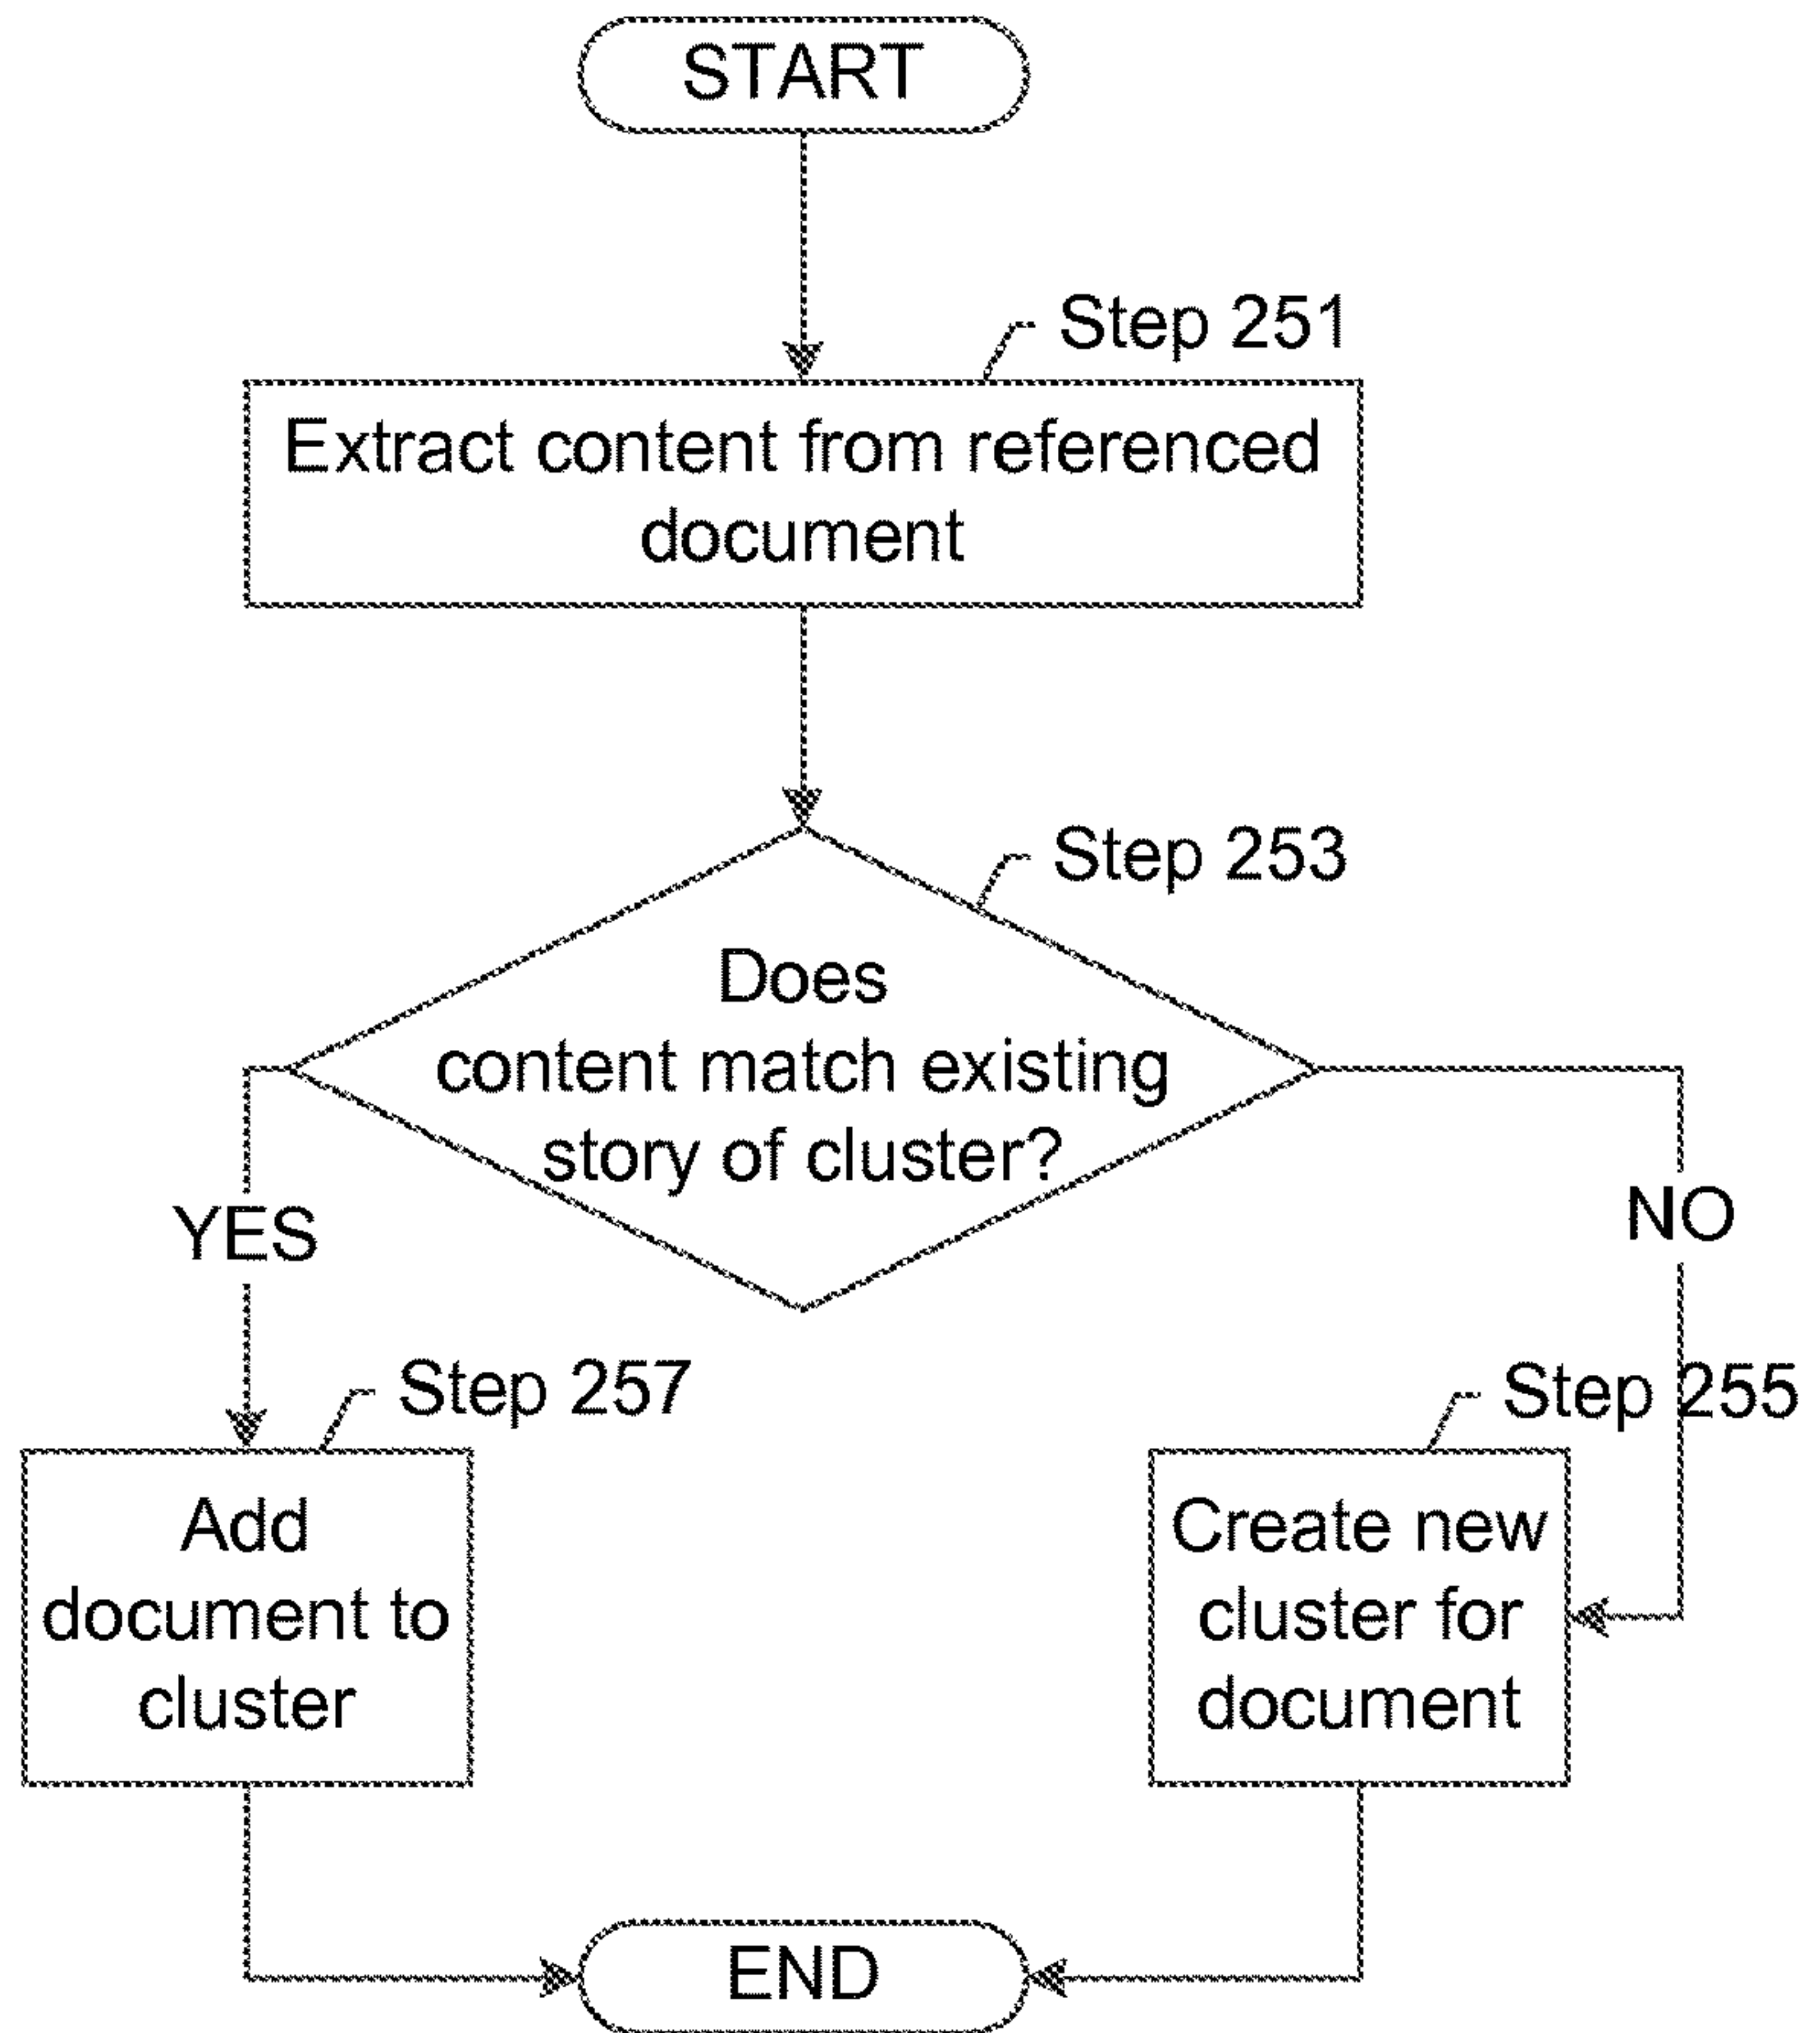 START
Step 251
Extract content from referenced
document
Step 253
Does
content match existing
story of cluster?
YES
NO
Step 257
Step 255
Add
document to
cluster
Create new
cluster for
document
END